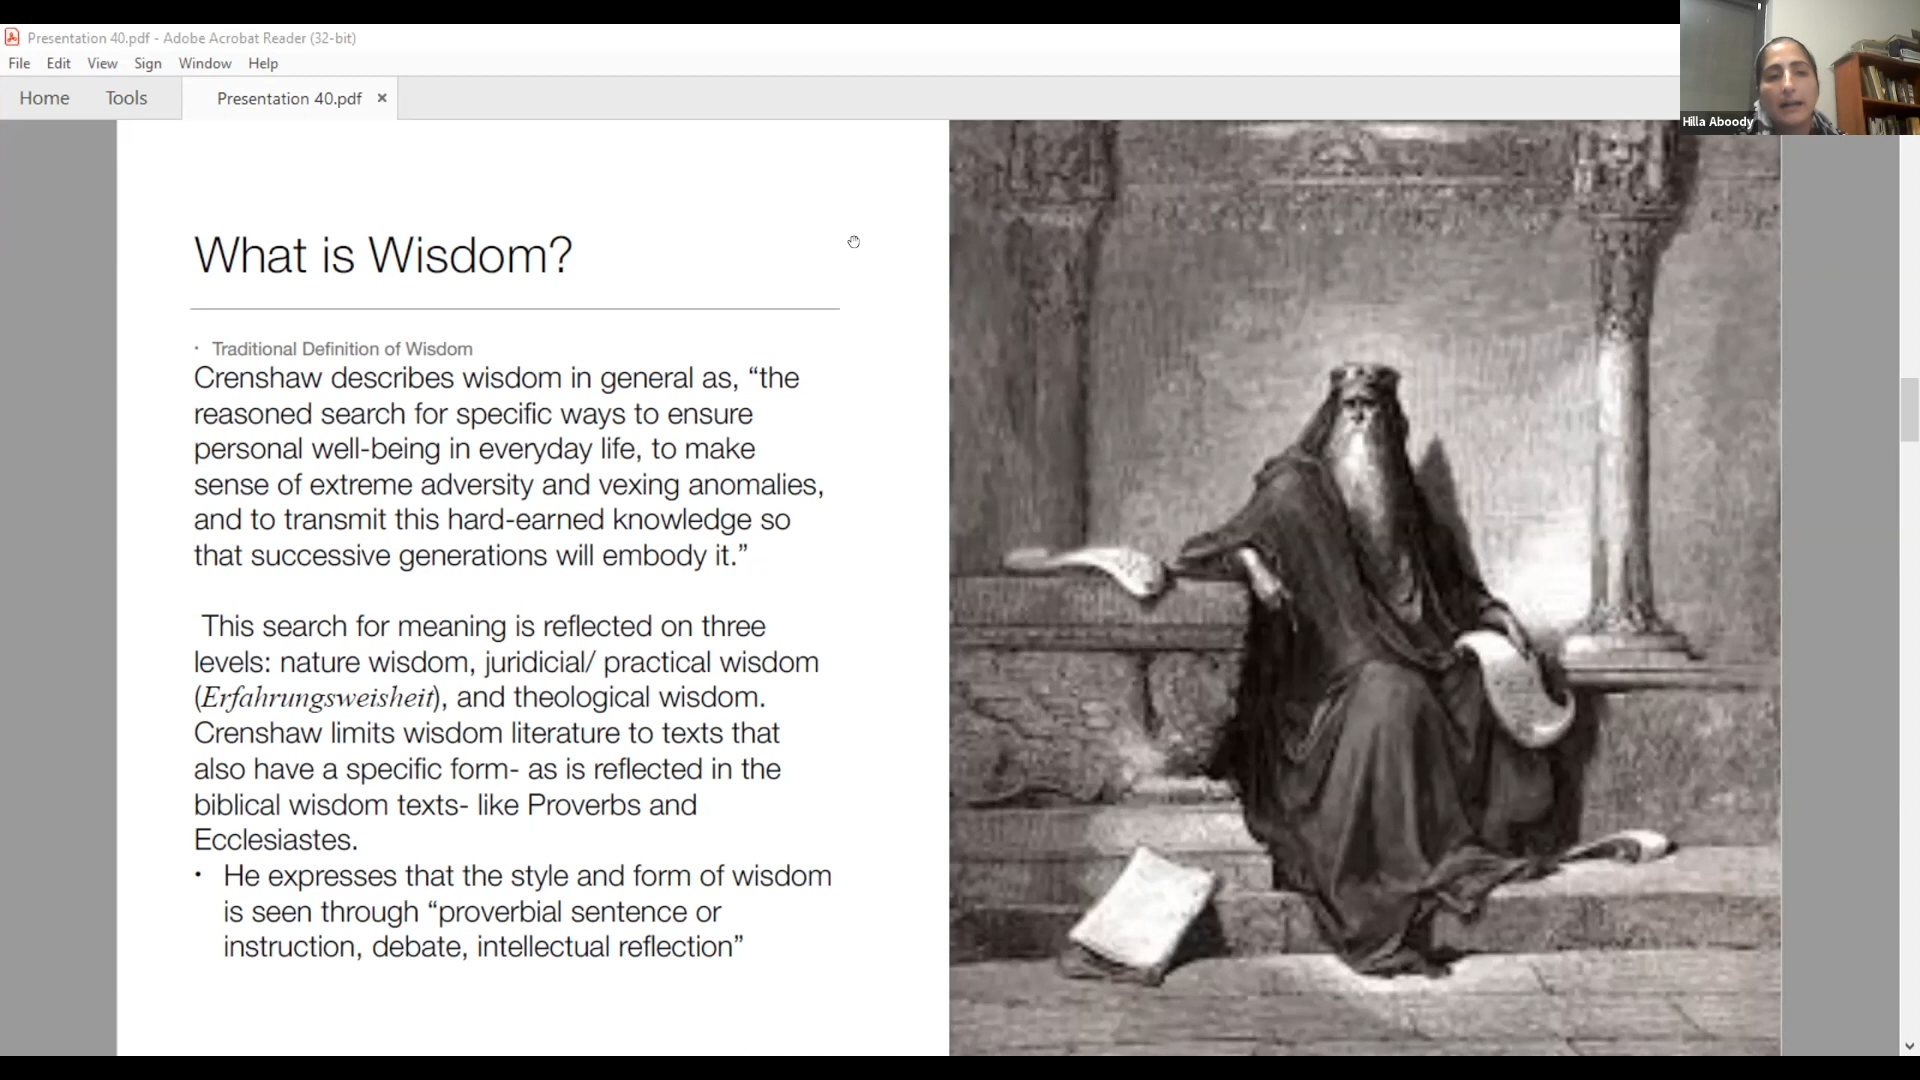 Presentation 40.pdf - Adobe Acrobat Reader (32-bit)
File Edit View Sign Window Help
Home Tools Presentation 40.pdf ×
Hilla Aboody
What is Wisdom?
· Traditional Definition of Wisdom
Crenshaw describes wisdom in general as, “the
reasoned search for specific ways to ensure
personal well-being in everyday life, to make
sense of extreme adversity and vexing anomalies,
and to transmit this hard-earned knowledge so
that successive generations will embody it.”
This search for meaning is reflected on three
levels: nature wisdom, juridicial/ practical wisdom
(Erfahrungsweisheit), and theological wisdom.
Crenshaw limits wisdom literature to texts that
also have a specific form- as is reflected in the
biblical wisdom texts- like Proverbs and
Ecclesiastes.
• He expresses that the style and form of wisdom
is seen through “proverbial sentence or
instruction, debate, intellectual reflection”